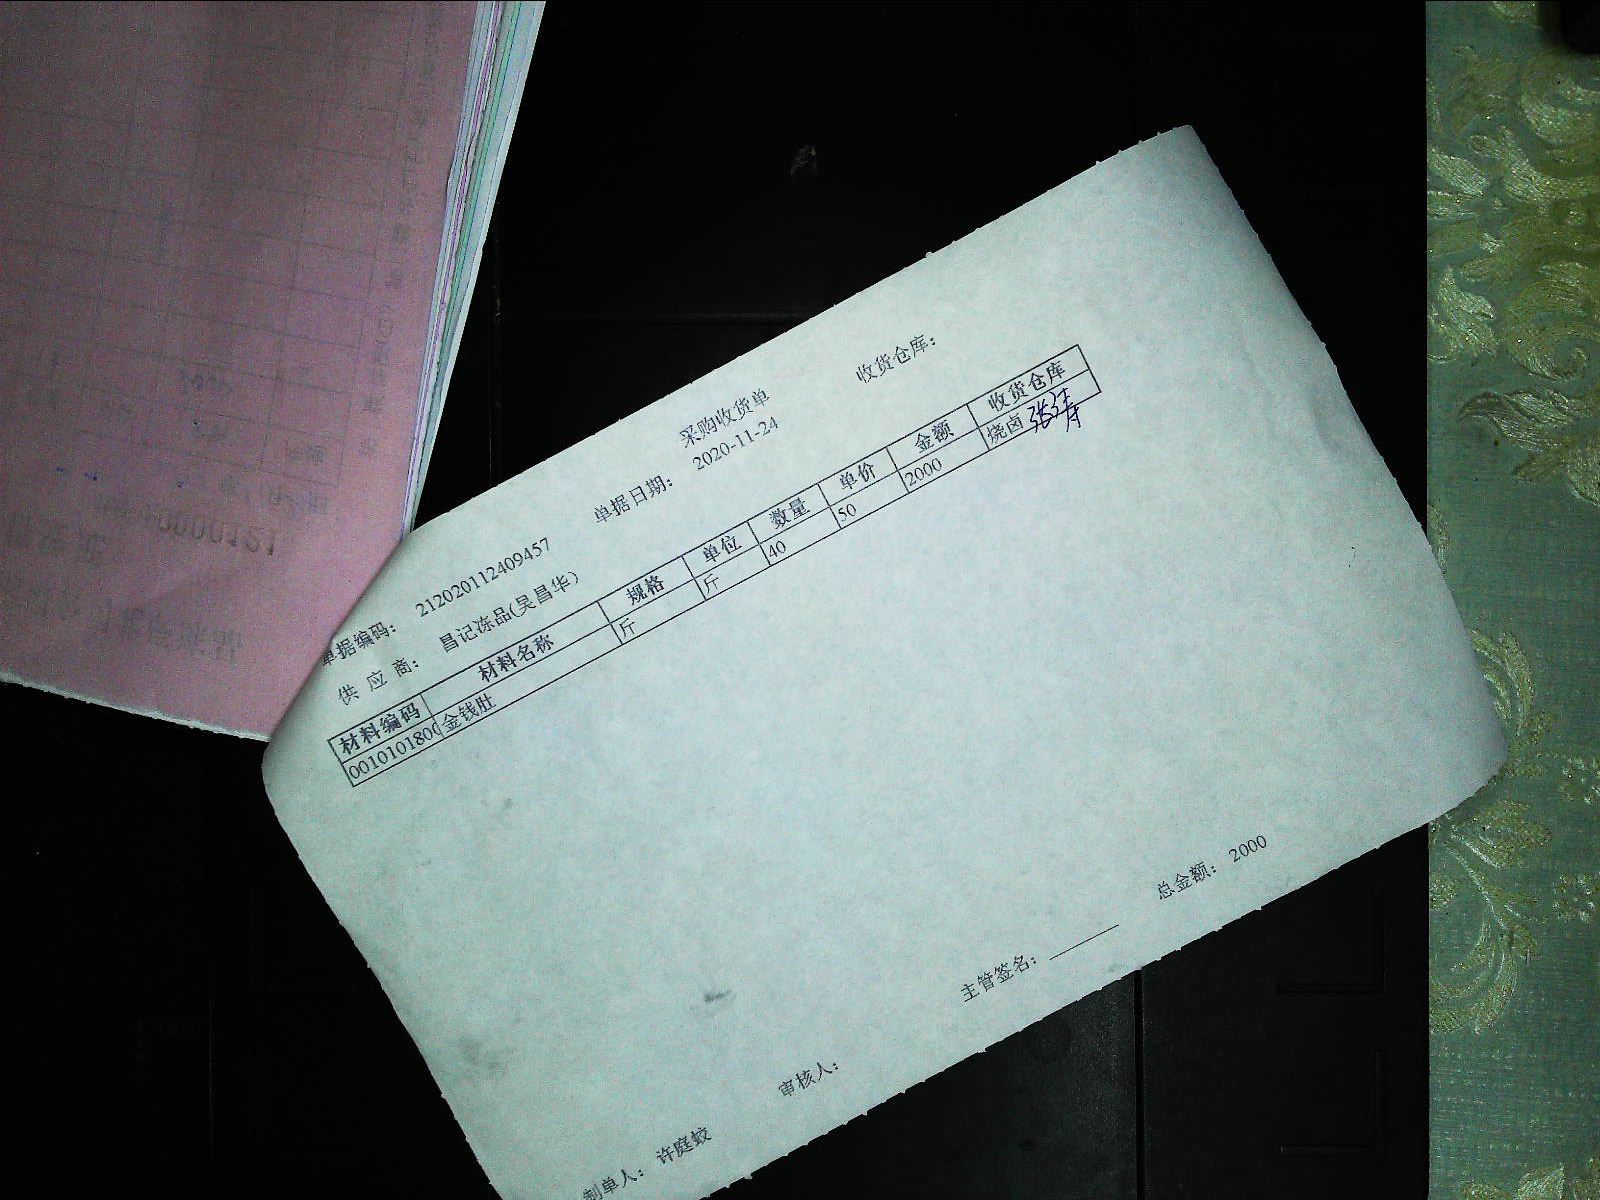 采购收货单
单据编码: 212020112409457 单据日期: 2020-11-24 收货仓库:
供 应 商: 昌记冻品(吴昌华)
材料编码 材料名称 规格 单位 数量 单价 金额 收货仓库
0010101800 金钱肚 斤 斤 40 50 2000 烧卤
主管签名: 总金额: 2000
制单人: 许庭蛟 审核人:
0000121